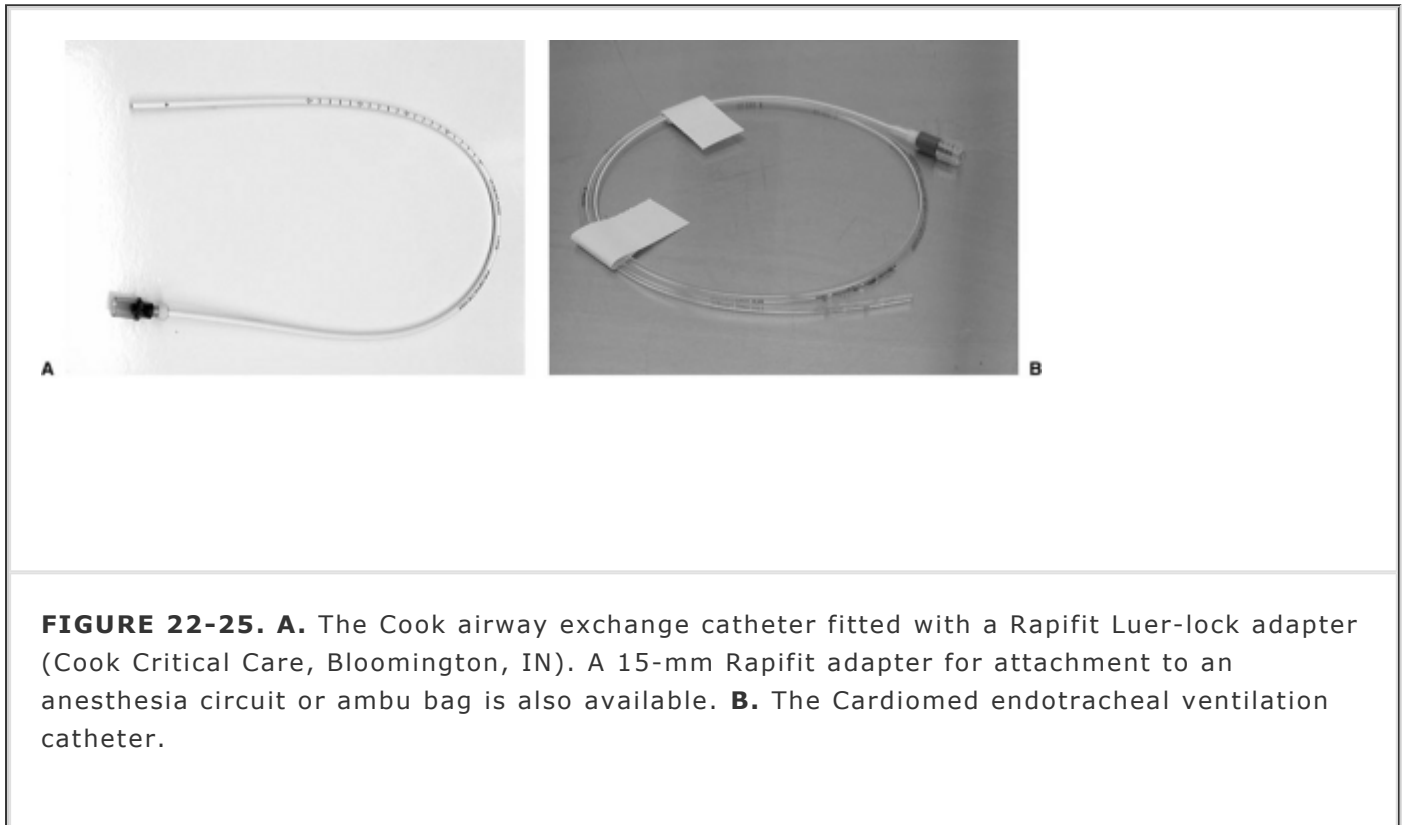 A
B
FIGURE 22-25. A. The Cook airway exchange catheter fitted with a Rapifit Luer-lock adapter
(Cook Critical Care, Bloomington, IN). A 15-mm Rapifit adapter for attachment to an
anesthesia circuit or ambu bag is also available. B. The Cardiomed endotracheal ventilation
catheter.